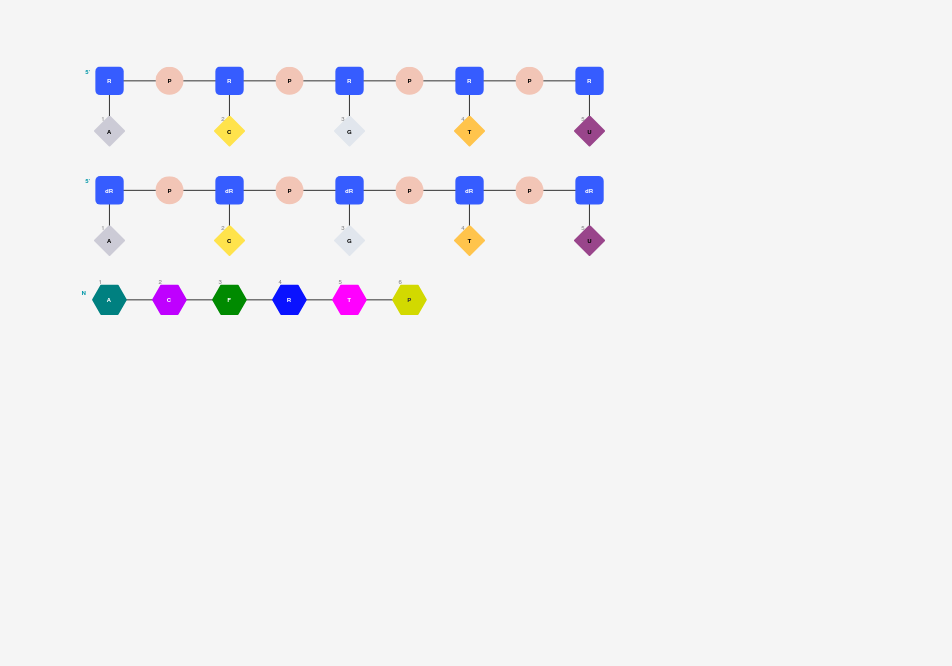 5' R P R P R P R P R
1 2 3 4 5
A C G T U
5' dR P dR P dR P dR P dR
1 2 3 4 5
A C G T U
1 2 3 4 5 6
N A C F R T P